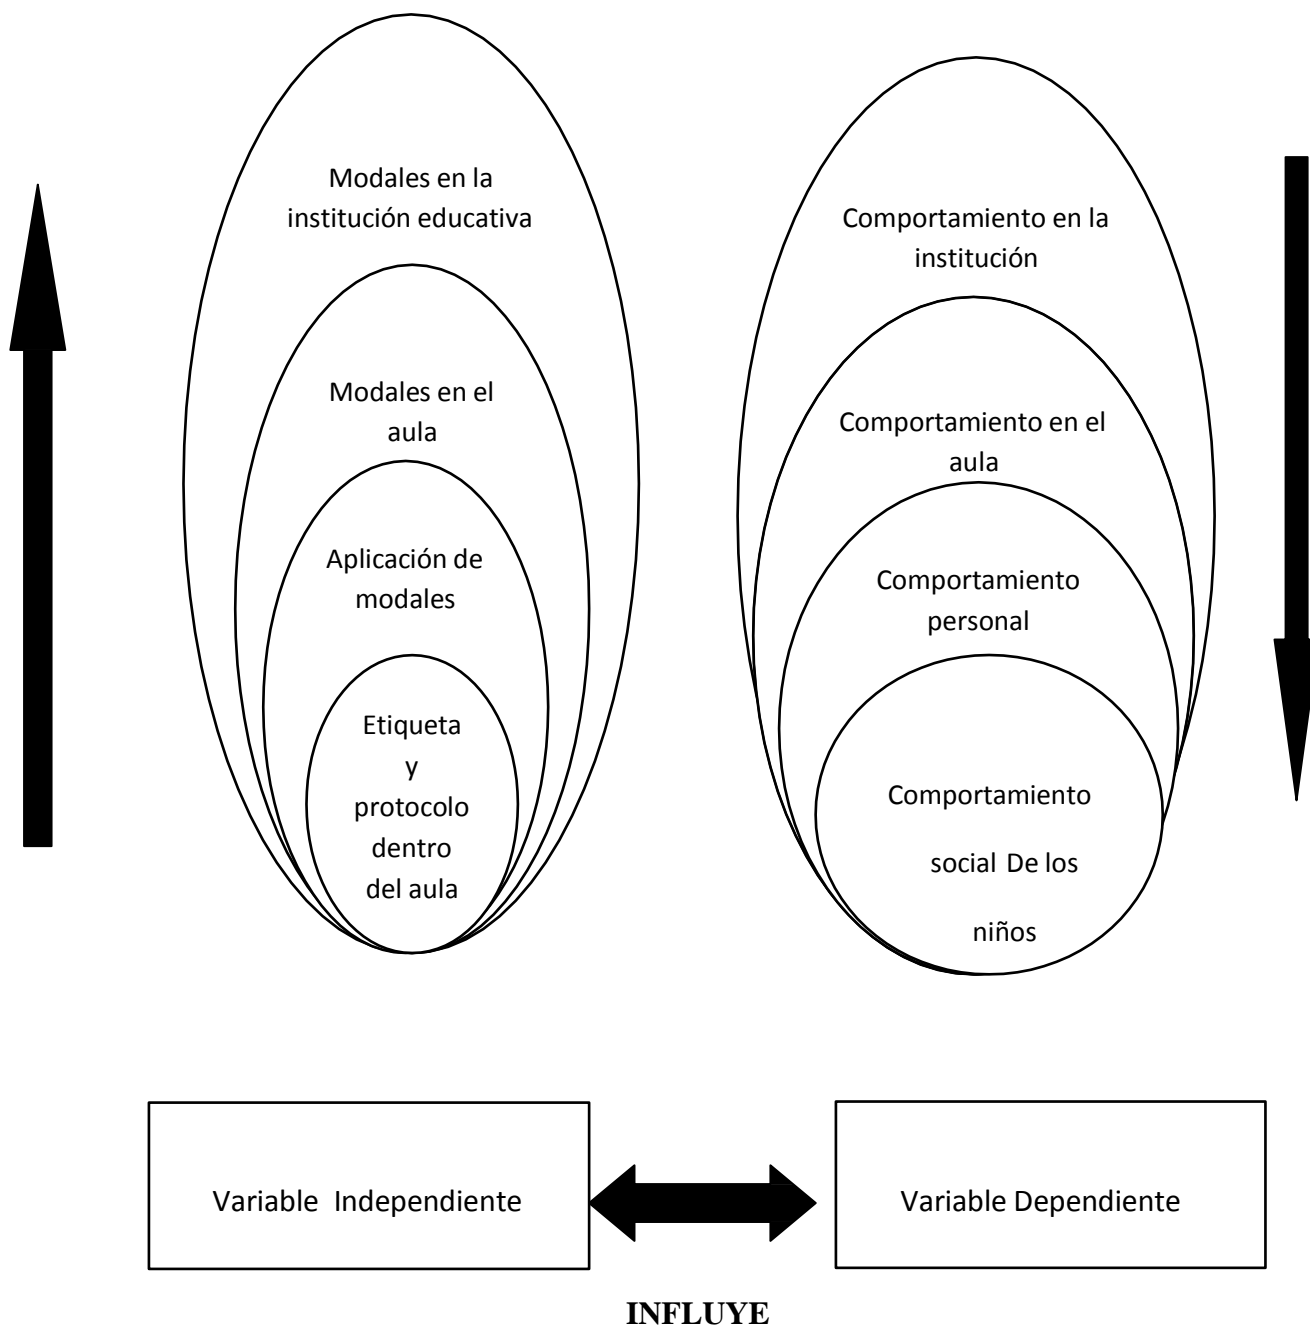 Modales en la
institución educativa
Modales en el
aula
Aplicación de
modales
Etiqueta
y
protocolo
dentro
del aula
Comportamiento en la
institución
Comportamiento en el
aula
Comportamiento
personal
Comportamiento
social De los
niños
Variable Independiente
Variable Dependiente
INFLUYE